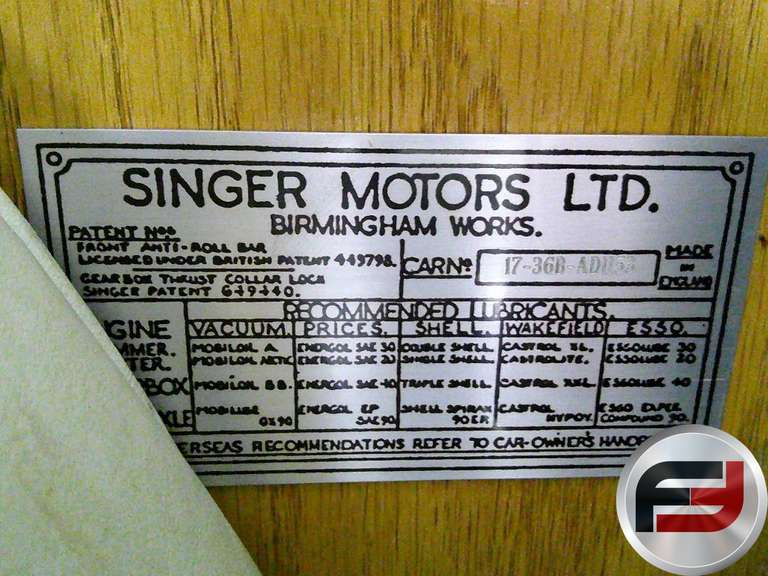 SINGER MOTORS LTD.
BIRMINGHAM WORKS.
PATENT Nos
FRONT ANTI-ROLL BAR
LICENSED UNDER BRITISH PATENT 449798.
GEARBOX THRUST COLLAR LOCK
SINGER PATENT 649440.
CAR No
MADE
IN
ENGLAND
RECOMMENDED LUBRICANTS.
VACUUM. PRICES. SHELL. WAKEFIELD ESSO.
MOBILOIL A. ENERGOL SAE 30 DOUBLE SHELL. CASTROL XL. ESSOLUBE 30
MOBILOIL ARTIC ENERGOL SAE 20 SINGLE SHELL. CASTROLITE. ESSOLUBE 20
MOBILOIL BB. ENERGOL SAE 40 TRIPLE SHELL. CASTROL XXL. ESSOLUBE 40
MOBILUBE ENERGOL EP SHELL SPIRAX CASTROL ESSO EXPEE
GX90 SAE 90 90 EP. HYPOY. COMPOUND 90.
RECOMMENDATIONS REFER TO CAR-OWNER'S